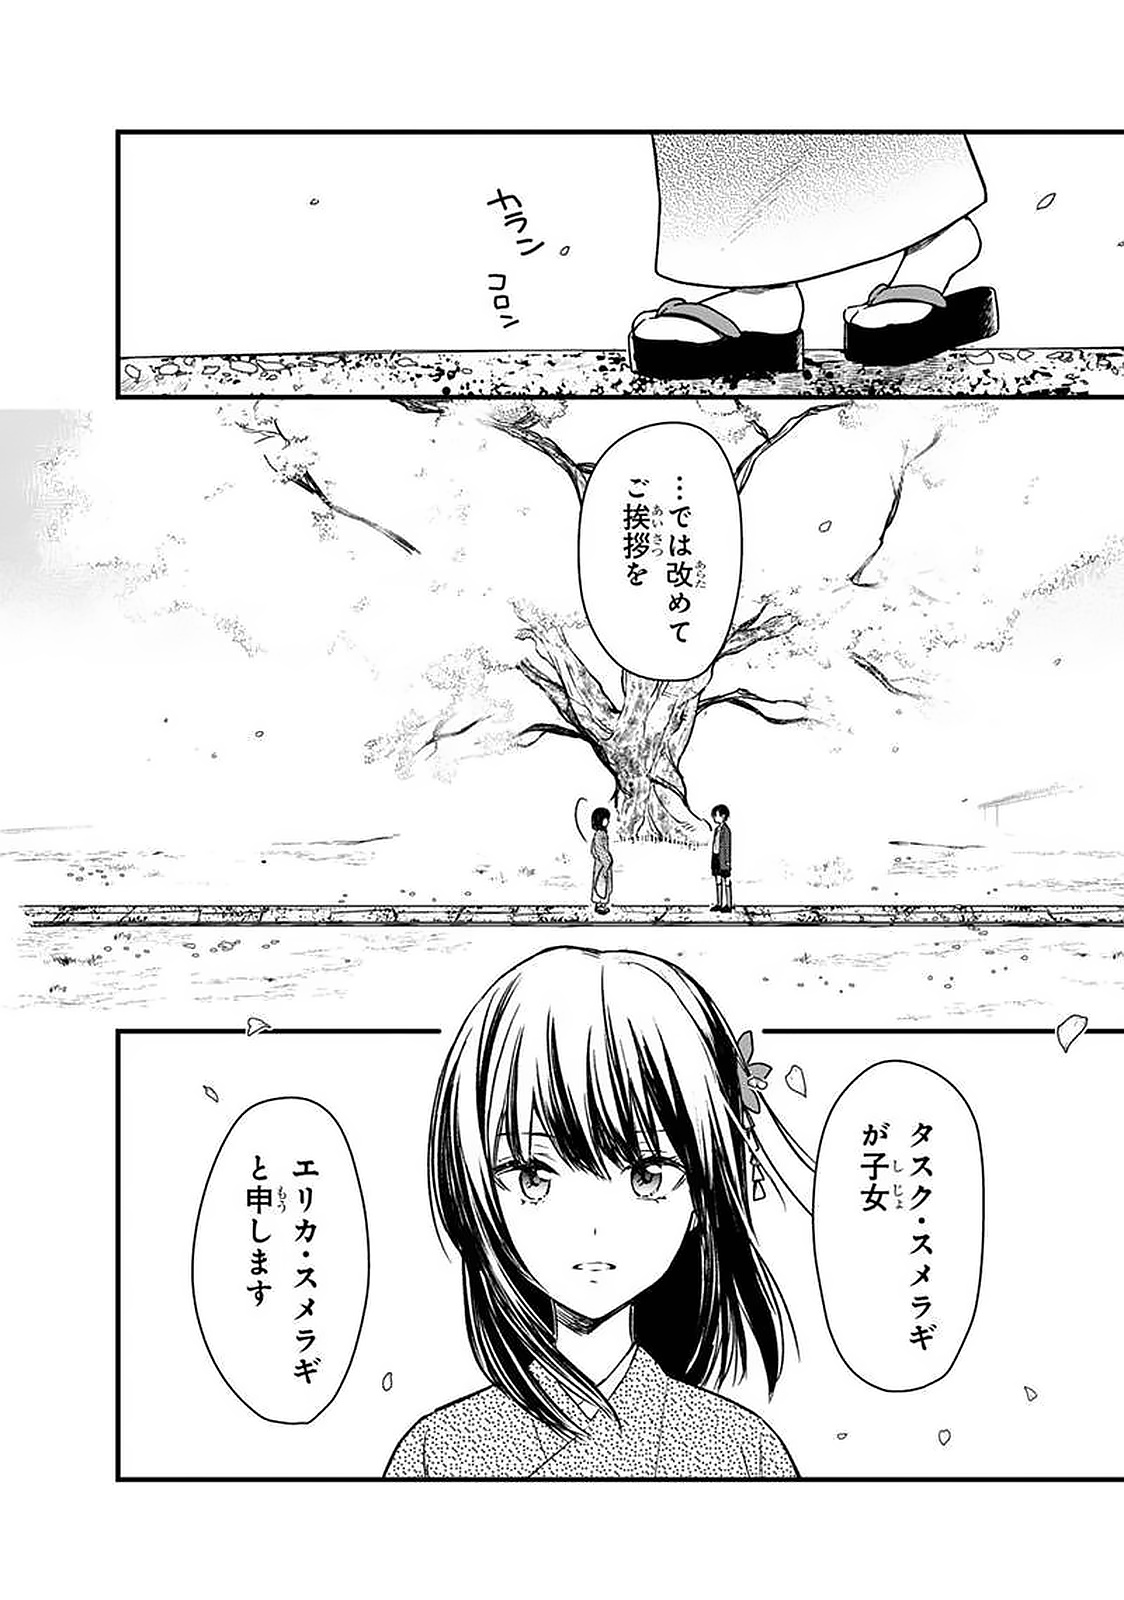 カラン
コロン
…では改めて
ご挨拶を
タスク・スメラギ
が子女
エリカ・スメラギ
と申します